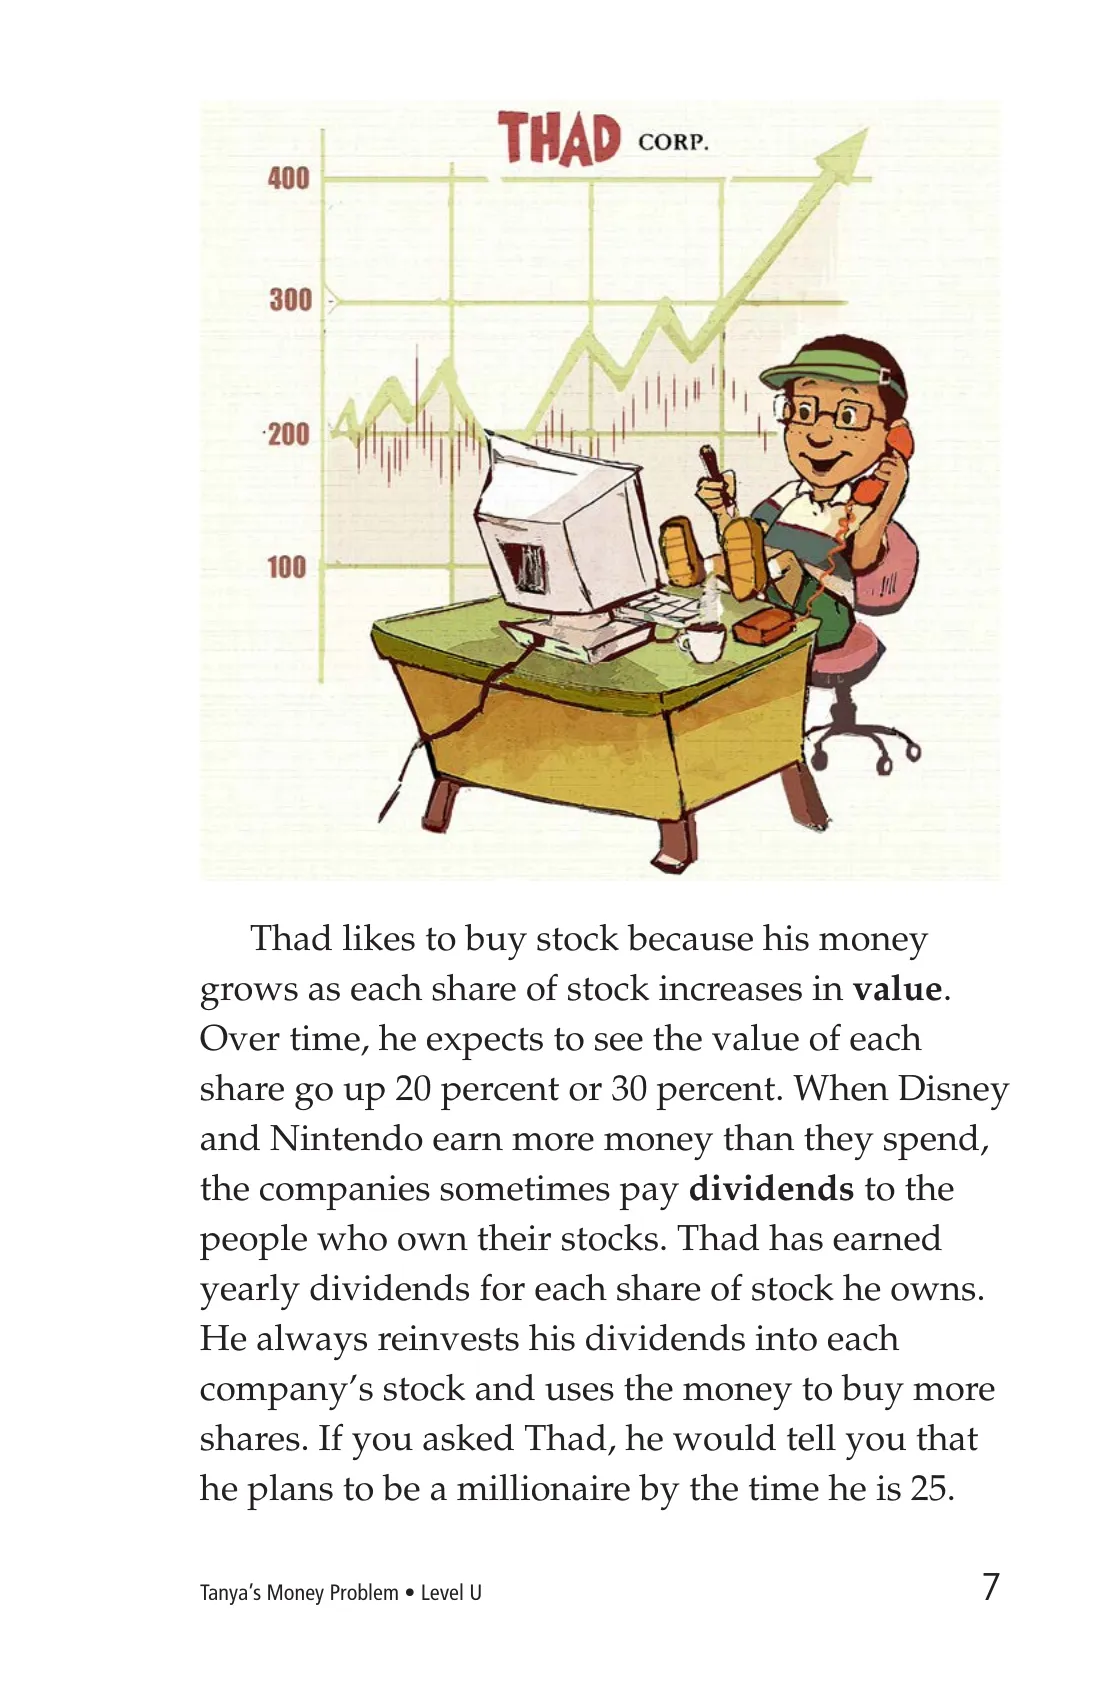 THAD CORP.
400
300
200
100
Thad likes to buy stock because his money
grows as each share of stock increases in value.
Over time, he expects to see the value of each
share go up 20 percent or 30 percent. When Disney
and Nintendo earn more money than they spend,
the companies sometimes pay dividends to the
people who own their stocks. Thad has earned
yearly dividends for each share of stock he owns.
He always reinvests his dividends into each
company’s stock and uses the money to buy more
shares. If you asked Thad, he would tell you that
he plans to be a millionaire by the time he is 25.
Tanya’s Money Problem • Level U 7